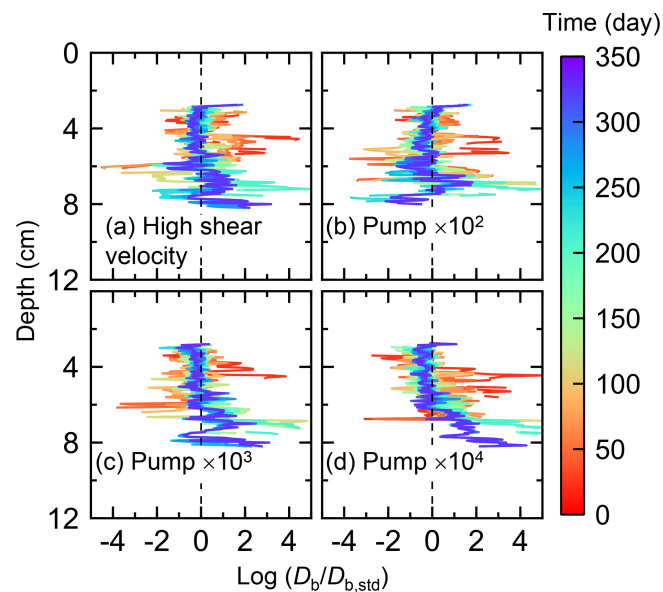 Time (day)
0
4
8
12
(a) High shear
velocity
(b) Pump ×10²
350
300
250
200
150
100
50
0
Depth (cm)
4
8
12
(c) Pump ×10³
(d) Pump ×10⁴
-4 -2 0 2 4 -4 -2 0 2 4
Log (D_b/D_b,std)